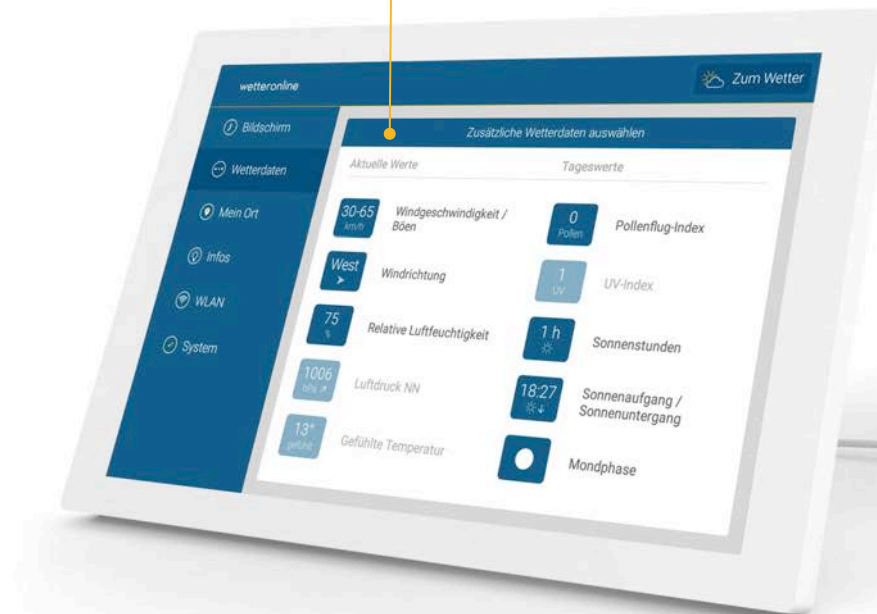 wetteronline
Zum Wetter
Bildschirm
Wetterdaten
Mein Ort
Infos
WLAN
System
Zusätzliche Wetterdaten auswählen
Aktuelle Werte
Tageswerte
30-65
km/h
Windgeschwindigkeit /
Böen
West
Windrichtung
75
%
Relative Luftfeuchtigkeit
1006
hPa
Luftdruck NN
13°
gefühlt
Gefühlte Temperatur
0
Pollen
Pollenflug-Index
1
UV
UV-Index
1 h
Sonnenstunden
18:27
Sonnenaufgang /
Sonnenuntergang
Mondphase